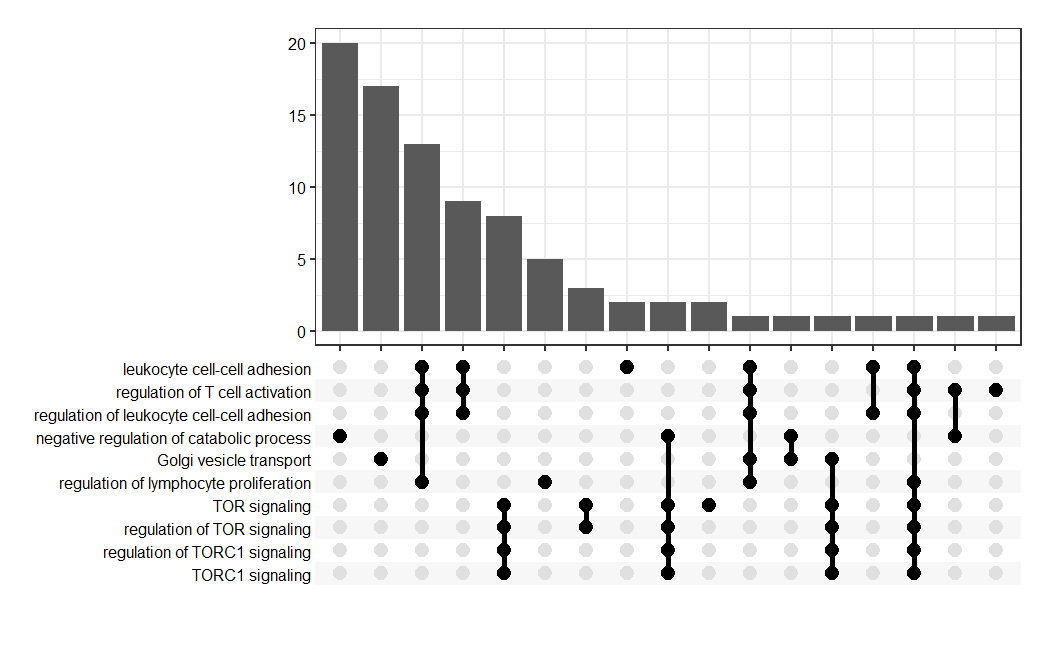 20
15
10
5
0
leukocyte cell-cell adhesion
regulation of T cell activation
regulation of leukocyte cell-cell adhesion
negative regulation of catabolic process
Golgi vesicle transport
regulation of lymphocyte proliferation
TOR signaling
regulation of TOR signaling
regulation of TORC1 signaling
TORC1 signaling